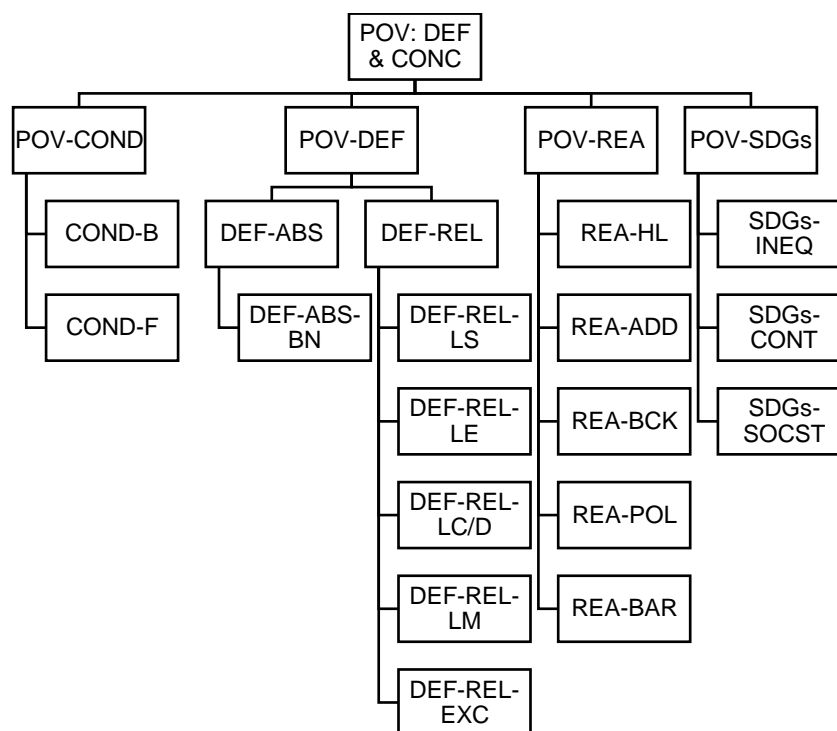 POV: DEF
& CONC
POV-COND
POV-DEF
POV-REA
POV-SDGs
COND-B
DEF-ABS
DEF-REL
REA-HL
SDGs-
INEQ
COND-F
DEF-ABS-
BN
DEF-REL-
LS
REA-ADD
SDGs-
CONT
DEF-REL-
LE
REA-BCK
SDGs-
SOCST
DEF-REL-
LC/D
REA-POL
DEF-REL-
LM
REA-BAR
DEF-REL-
EXC